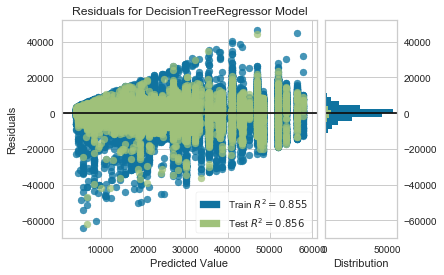 Residuals for DecisionTreeRegressor Model
40000
20000
0
−20000
−40000
−60000
Residuals
10000 20000 30000 40000 50000 60000
Predicted Value
Train R² = 0.855
Test R² = 0.856
40000
20000
0
−20000
−40000
−60000
0 50000
Distribution